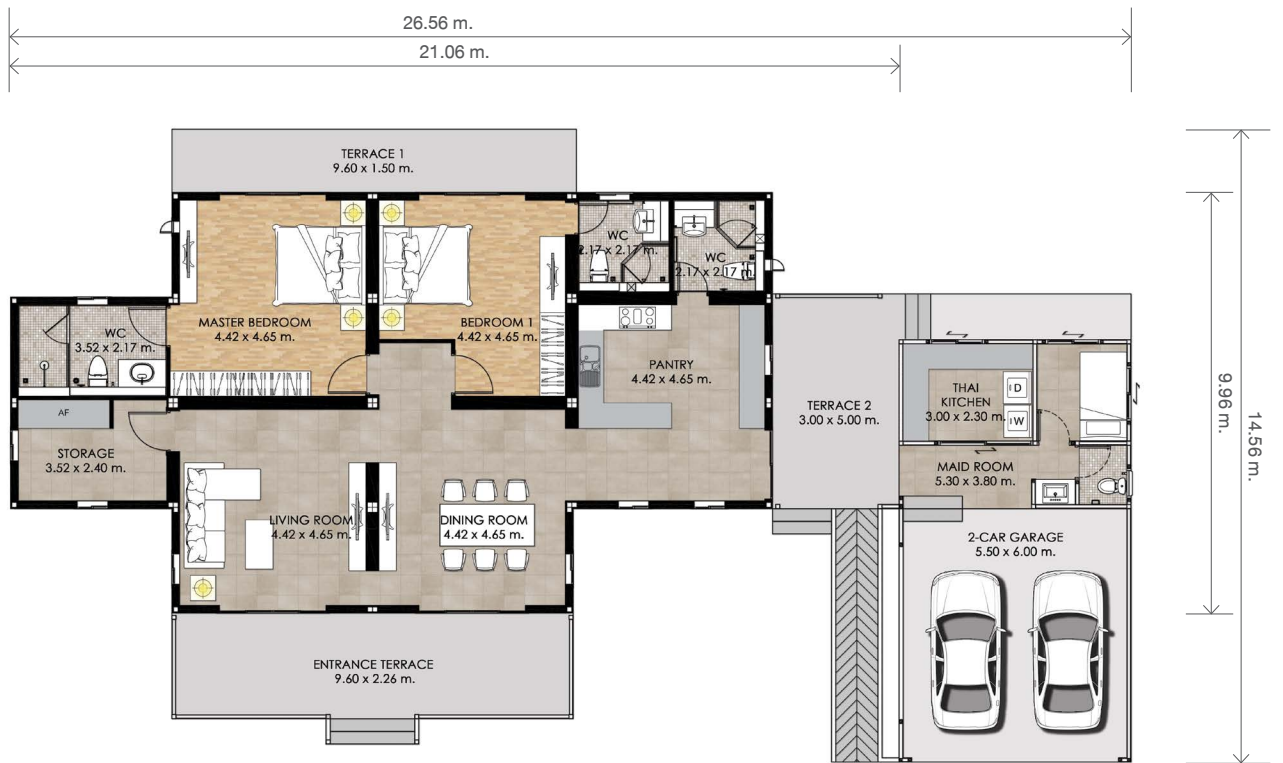 26.56 m.
21.06 m.
TERRACE 1
9.60 x 1.50 m.
WC
2.17 x 2.17 m.
WC
2.17 x 2.17 m.
MASTER BEDROOM
4.42 x 4.65 m.
BEDROOM 1
4.42 x 4.65 m.
WC
3.52 x 2.17 m.
PANTRY
4.42 x 4.65 m.
AF
STORAGE
3.52 x 2.40 m.
TERRACE 2
3.00 x 5.00 m.
THAI
KITCHEN
3.00 x 2.30 m.
D
W
MAID ROOM
5.30 x 3.80 m.
LIVING ROOM
4.42 x 4.65 m.
DINING ROOM
4.42 x 4.65 m.
2-CAR GARAGE
5.50 x 6.00 m.
ENTRANCE TERRACE
9.60 x 2.26 m.
9.96 m.
14.56 m.